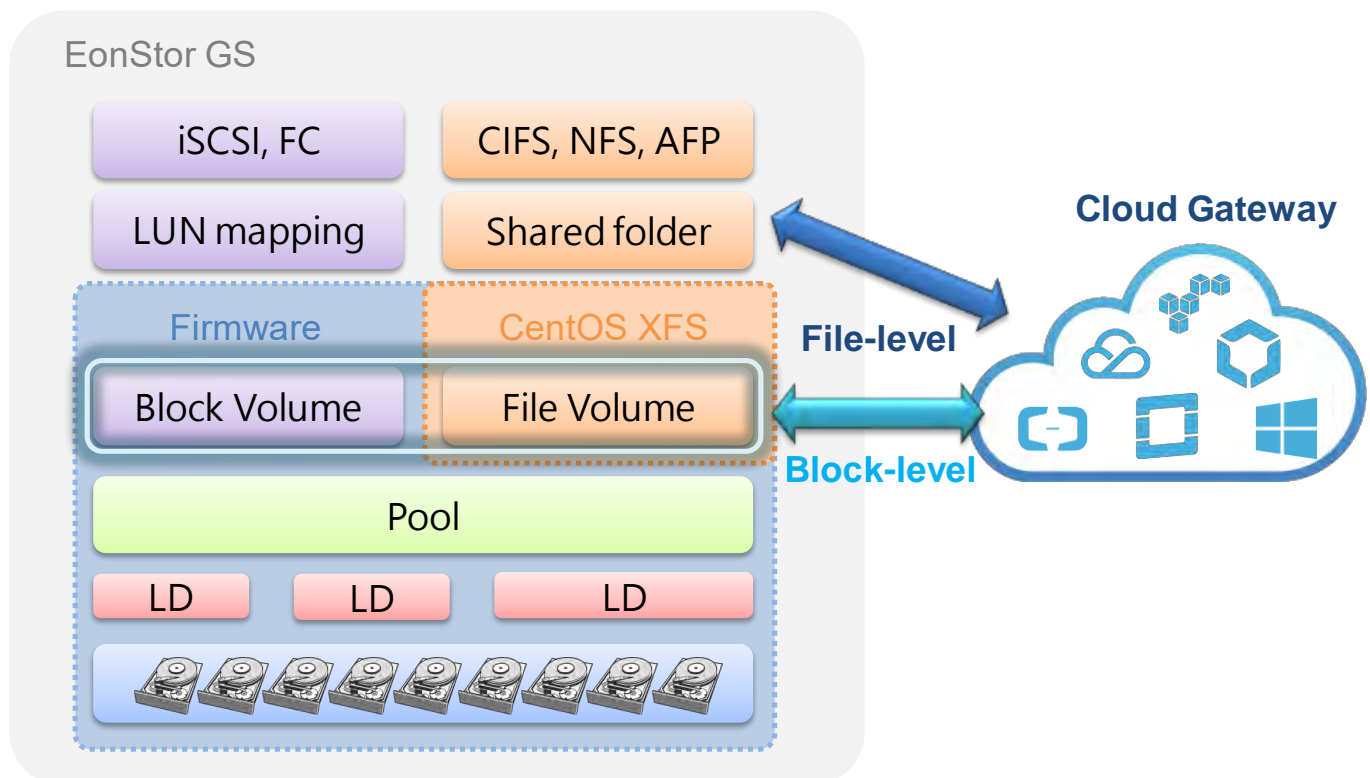 EonStor GS
iSCSI, FC
CIFS, NFS, AFP
LUN mapping
Shared folder
Cloud Gateway
Firmware
CentOS XFS
File-level
Block Volume
File Volume
Block-level
Pool
LD
LD
LD